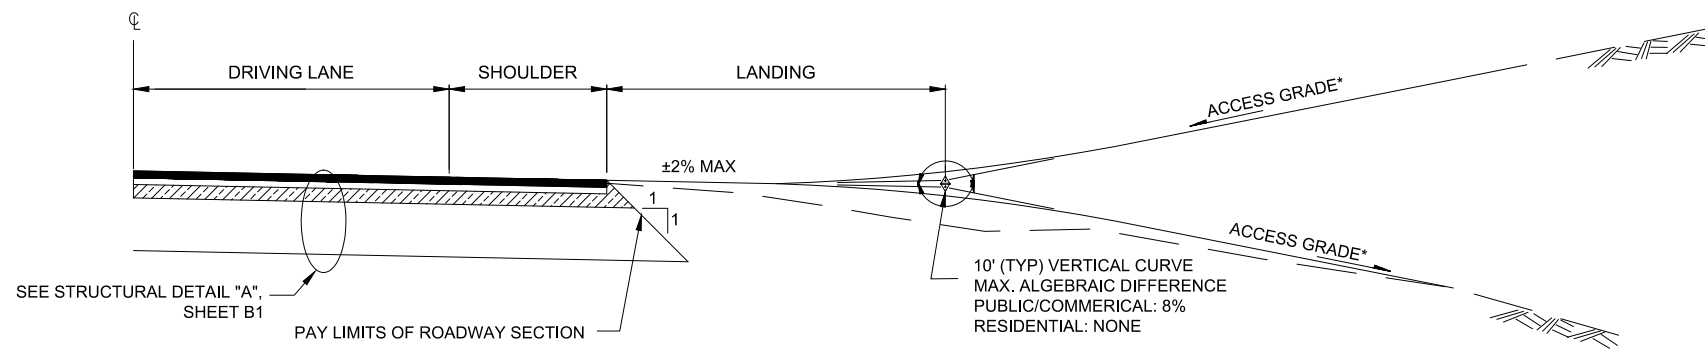 ℄
DRIVING LANE
SHOULDER
LANDING
ACCESS GRADE*
±2% MAX
1
1
ACCESS GRADE*
10' (TYP) VERTICAL CURVE
MAX. ALGEBRAIC DIFFERENCE
PUBLIC/COMMERICAL: 8%
RESIDENTIAL: NONE
SEE STRUCTURAL DETAIL "A",
SHEET B1
PAY LIMITS OF ROADWAY SECTION